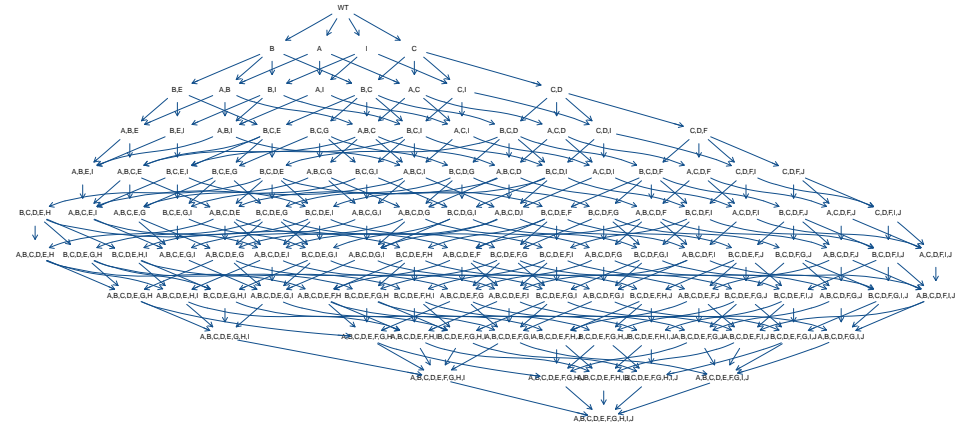 WT
B A I C
B,E A,B B,I A,I B,C A,C C,I C,D
A,B,E B,E,I A,B,I B,C,E B,C,G A,B,C B,C,I A,C,I B,C,D A,C,D C,D,I C,D,F
A,B,E,I A,B,C,E B,C,E,I B,C,E,G B,C,D,E A,B,C,G B,C,G,I A,B,C,I B,C,D,G A,B,C,D B,C,D,I A,C,D,I B,C,D,F A,C,D,F C,D,F,I C,D,F,J
B,C,D,E,H A,B,C,E,I A,B,C,E,G B,C,E,G,I A,B,C,D,E B,C,D,E,G B,C,D,E,I A,B,C,G,I A,B,C,D,G B,C,D,G,I A,B,C,D,I B,C,D,E,F B,C,D,F,G A,B,C,D,F B,C,D,F,I A,C,D,F,I B,C,D,F,J A,C,D,F,J C,D,F,I,J
A,B,C,D,E,H B,C,D,E,G,H B,C,D,E,H,I A,B,C,E,G,I A,B,C,D,E,G A,B,C,D,E,I B,C,D,E,G,I A,B,C,D,G,I B,C,D,E,F,H A,B,C,D,E,F B,C,D,E,F,G B,C,D,E,F,I A,B,C,D,F,G B,C,D,F,G,I A,B,C,D,F,I B,C,D,E,F,J B,C,D,F,G,J A,B,C,D,F,J B,C,D,F,I,J A,C,D,F,I,J
A,B,C,D,E,G,H A,B,C,D,E,H,I B,C,D,E,G,H,I A,B,C,D,E,G,I A,B,C,D,E,F,H B,C,D,E,F,G,H B,C,D,E,F,H,I A,B,C,D,E,F,G A,B,C,D,E,F,I B,C,D,E,F,G,I A,B,C,D,F,G,I B,C,D,E,F,H,J A,B,C,D,E,F,J B,C,D,E,F,G,J B,C,D,E,F,I,J A,B,C,D,F,G,J B,C,D,F,G,I,J A,B,C,D,F,I,J
A,B,C,D,E,G,H,I A,B,C,D,E,F,G,H A,B,C,D,E,F,H,I B,C,D,E,F,G,H,I A,B,C,D,E,F,G,I A,B,C,D,E,F,H,J B,C,D,E,F,G,H,J B,C,D,E,F,H,I,J A,B,C,D,E,F,G,J A,B,C,D,E,F,I,J B,C,D,E,F,G,I,J A,B,C,D,F,G,I,J
A,B,C,D,E,F,G,H,I A,B,C,D,E,F,G,H,J A,B,C,D,E,F,H,I,J B,C,D,E,F,G,H,I,J A,B,C,D,E,F,G,I,J
A,B,C,D,E,F,G,H,I,J